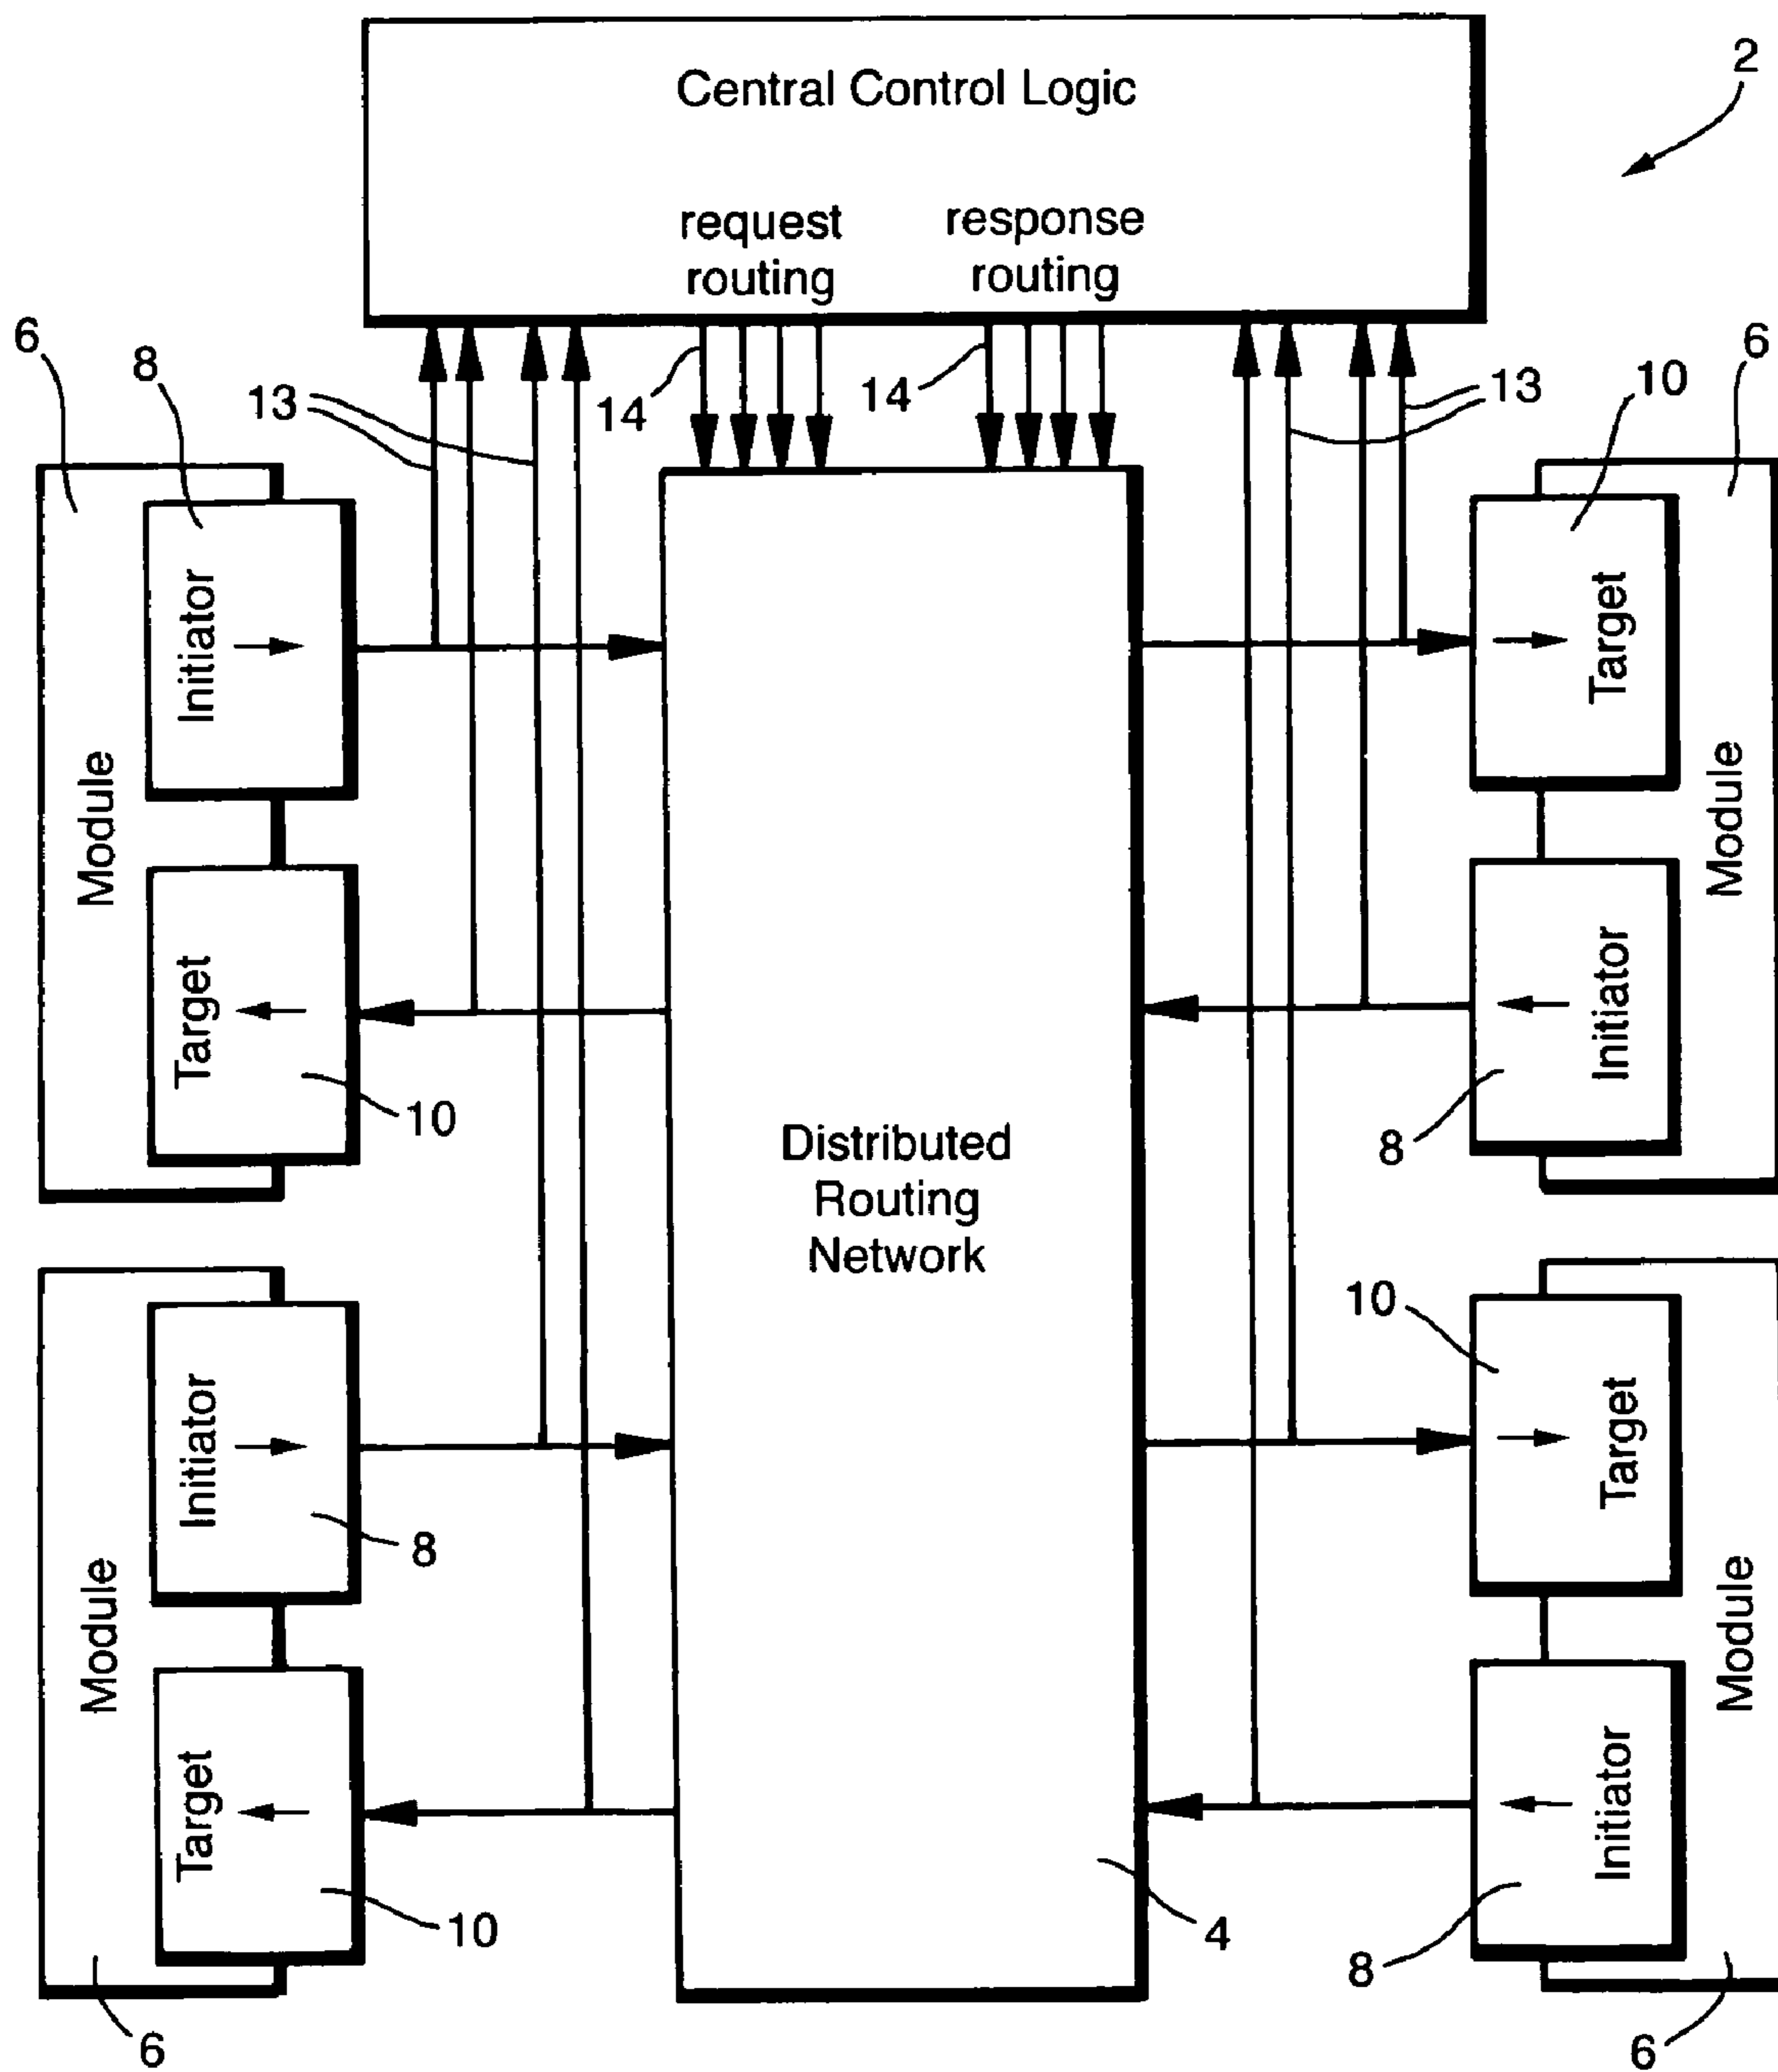 Central Control Logic
2
request
routing
response
routing
6
8
13
14
14
13
10
6
Initiator
Target
Module
Module
Target
Initiator
10
8
Distributed
Routing
Network
10
Initiator
Target
8
Module
Module
Target
Initiator
10
4
8
6
6